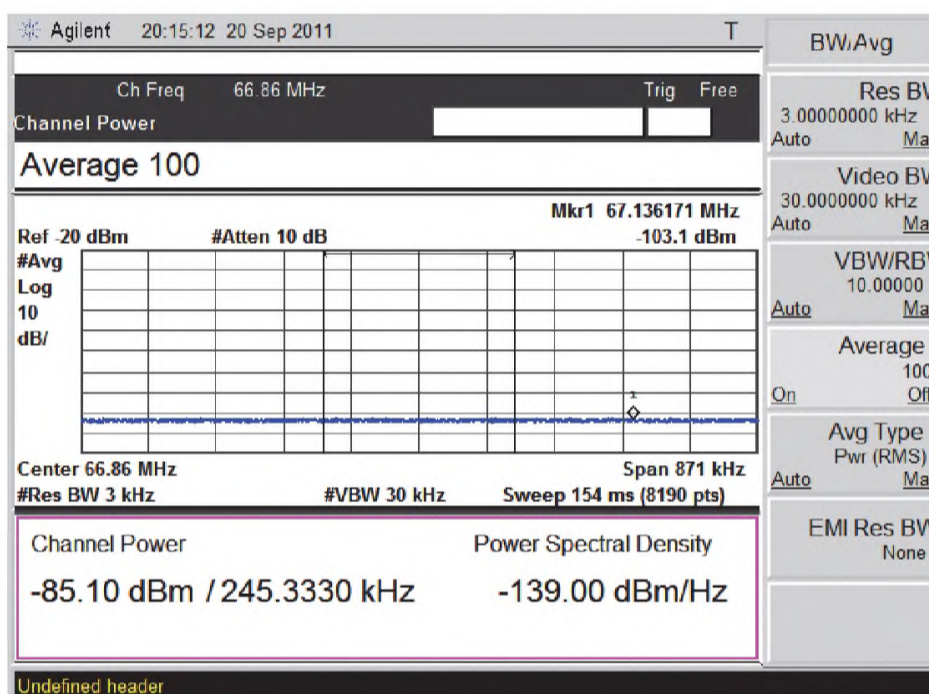 Agilent 20:15:12 20 Sep 2011 T
Ch Freq 66.86 MHz Trig Free
Channel Power
Average 100
Mkr1 67.136171 MHz
Ref -20 dBm #Atten 10 dB -103.1 dBm
#Avg
Log
10
dB/
1
Center 66.86 MHz Span 871 kHz
#Res BW 3 kHz #VBW 30 kHz Sweep 154 ms (8190 pts)
Channel Power Power Spectral Density
-85.10 dBm / 245.3330 kHz -139.00 dBm/Hz
Undefined header
BW/Avg
Res BW
3.00000000 kHz
Auto Ma
Video BW
30.0000000 kHz
Auto Ma
VBW/RBW
10.00000
Auto Ma
Average
100
On Off
Avg Type
Pwr (RMS)
Auto Ma
EMI Res BW
None